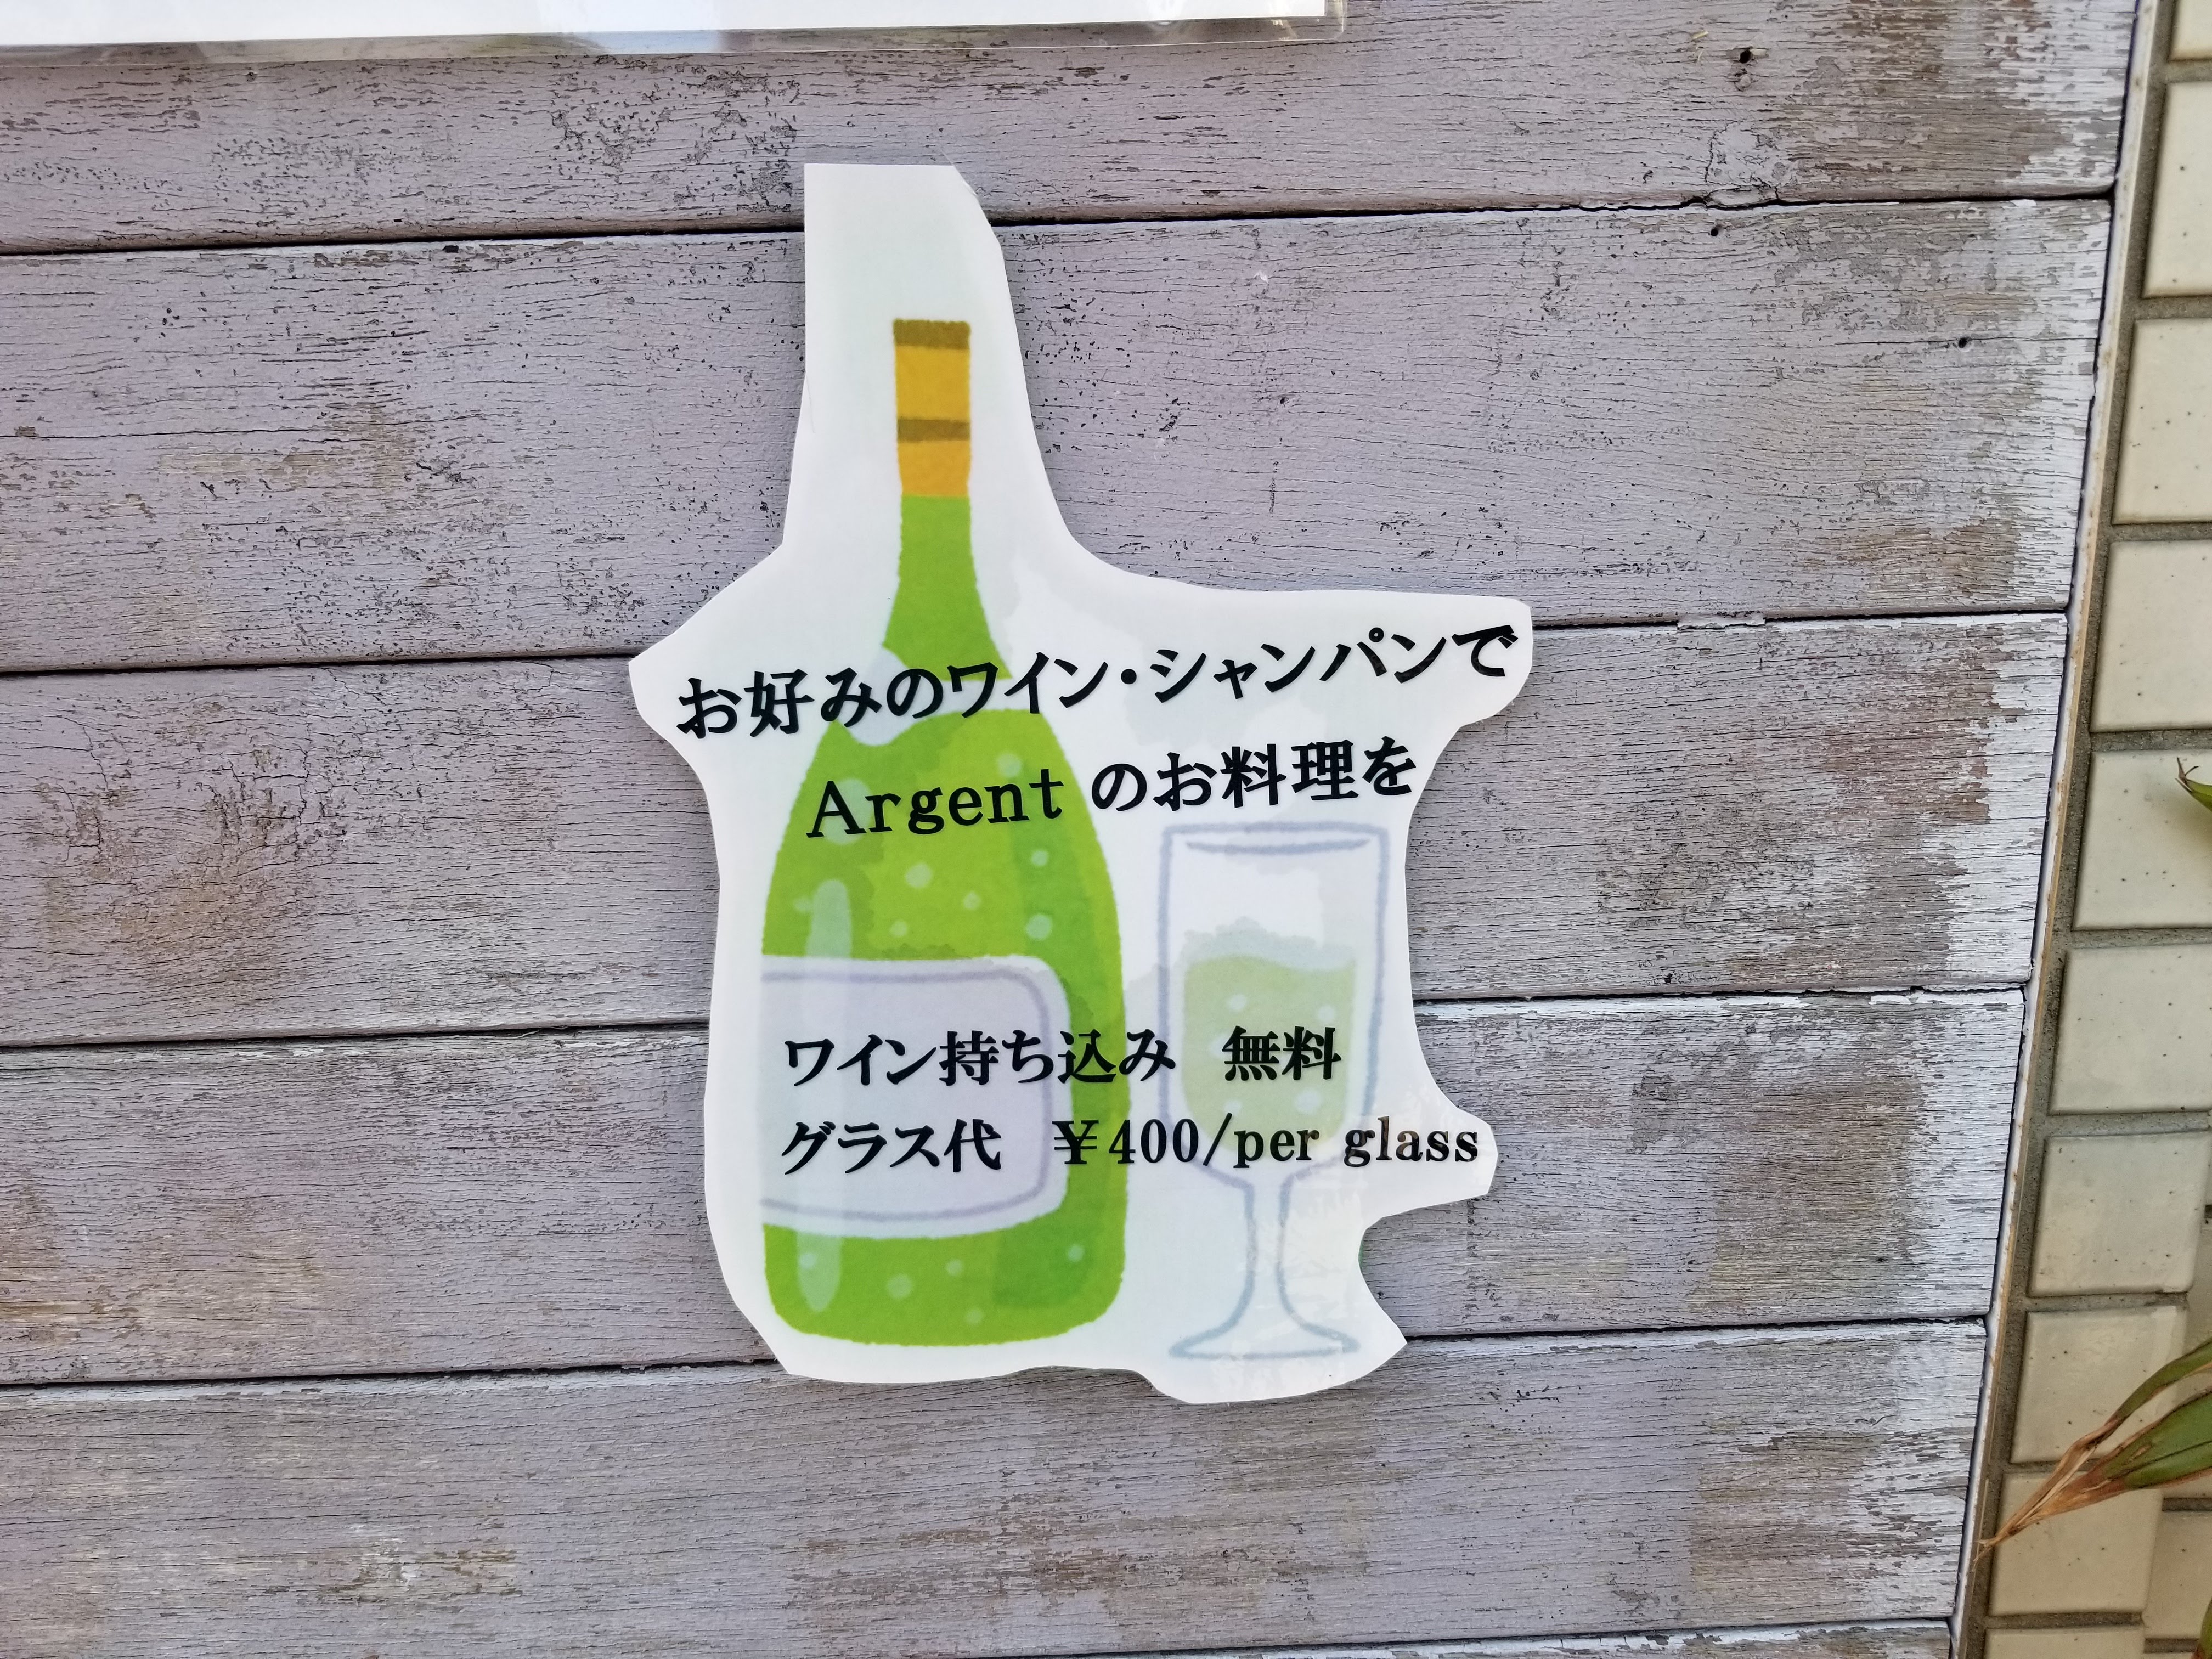 お好みのワイン・シャンパンで
Argent のお料理を
ワイン持ち込み　無料
グラス代　￥400/per glass